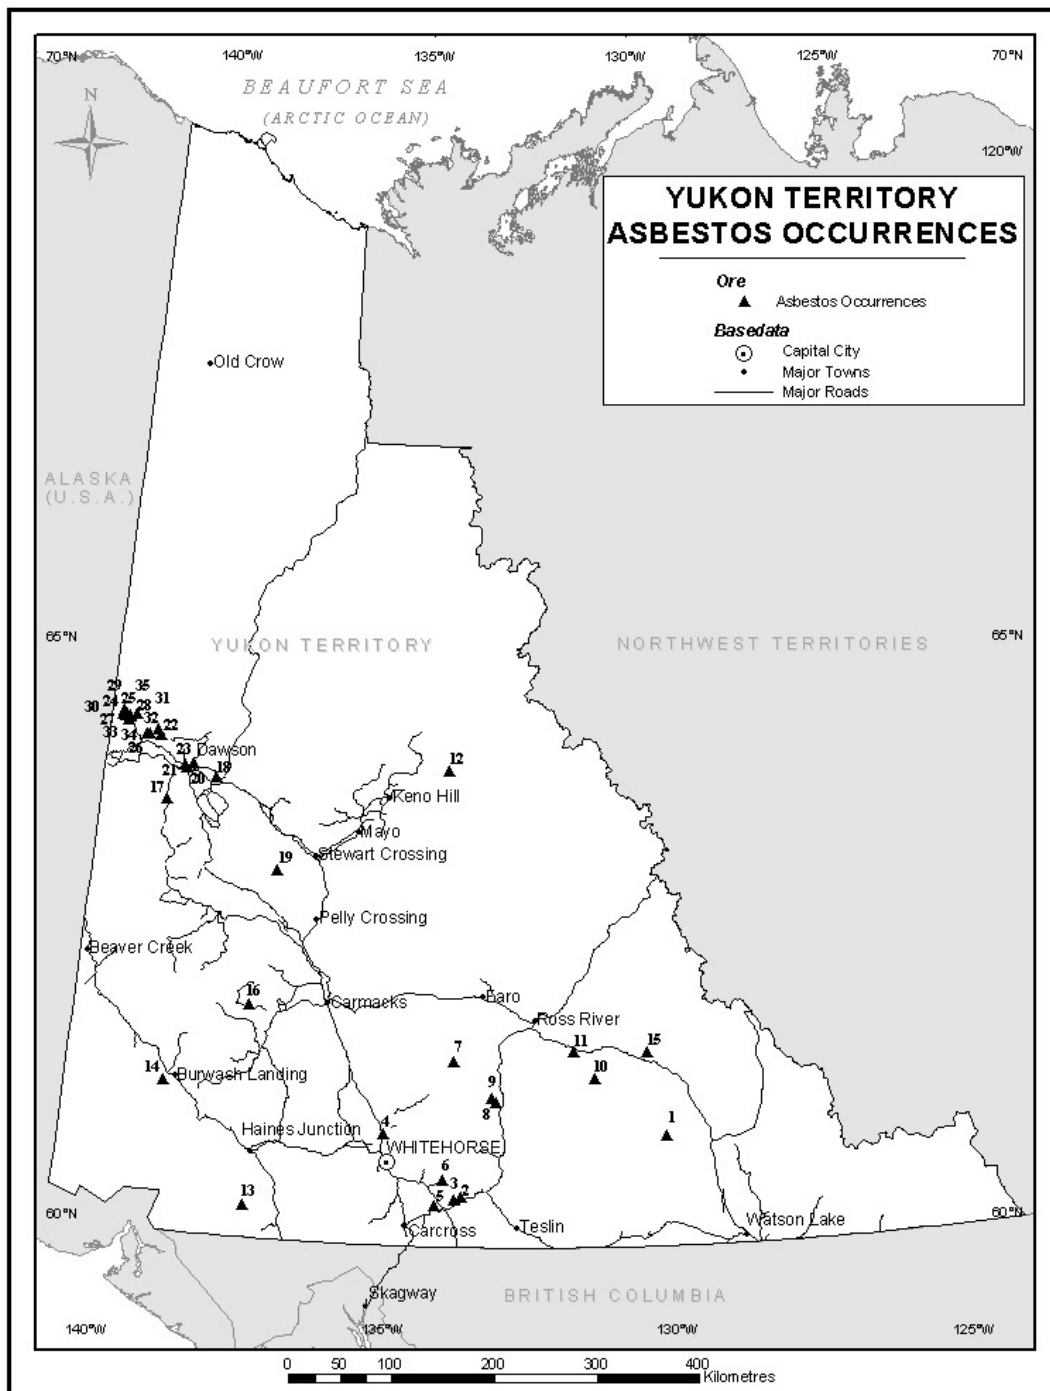 70°N
140°W
135°W
130°W
125°W
70°N
BEAUFORT SEA
(ARCTIC OCEAN)
N
120°W
YUKON TERRITORY
ASBESTOS OCCURRENCES
Ore
Asbestos Occurrences
Basedata
Capital City
Major Towns
Major Roads
Old Crow
ALASKA
(U.S.A.)
65°N
YUKON TERRITORY
NORTHWEST TERRITORIES
65°N
29
35
30
24
25
28
31
27
32
22
33
34
26
23
Dawson
21
20
18
17
12
Keno Hill
Mayo
Stewart Crossing
19
Pelly Crossing
Beaver Creek
16
Carmacks
Faro
Ross River
7
11
15
14
Burwash Landing
10
9
8
Haines Junction
4
1
WHITEHORSE
6
13
3
2
5
60°N
60°N
Carcross
Teslin
Watson Lake
Skagway
BRITISH COLUMBIA
140°W
135°W
130°W
125°W
0 50 100 200 300 400
Kilometres